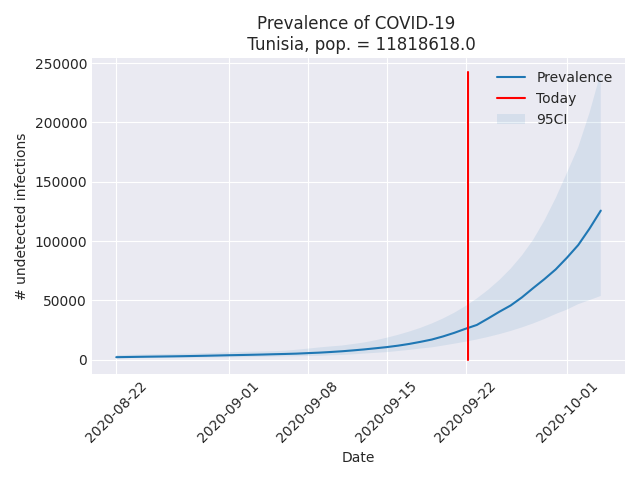 Prevalence of COVID-19
Tunisia, pop. = 11818618.0
250000
200000
150000
100000
50000
0
# undetected infections
Prevalence
Today
95CI
2020-08-22
2020-09-01
2020-09-08
2020-09-15
2020-09-22
2020-10-01
Date